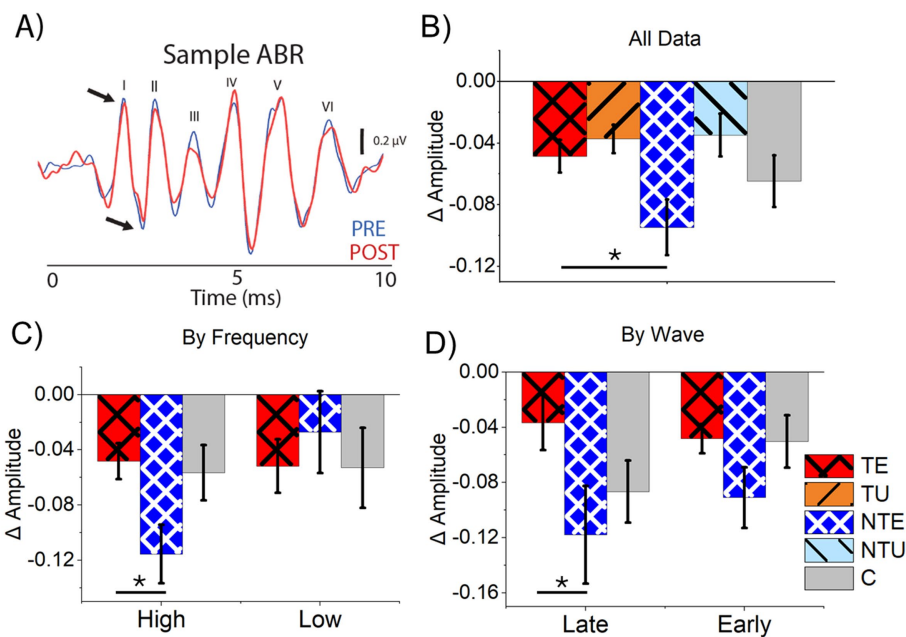 A)
Sample ABR
I II III IV V VI
0.2 µV
PRE
POST
0 5 10
Time (ms)
B)
All Data
0.00
-0.04
-0.08
-0.12
Δ Amplitude
*
C)
By Frequency
0.00
-0.04
-0.08
-0.12
Δ Amplitude
*
High Low
D)
By Wave
0.00
-0.04
-0.08
-0.12
-0.16
Δ Amplitude
*
Late Early
TE
TU
NTE
NTU
C